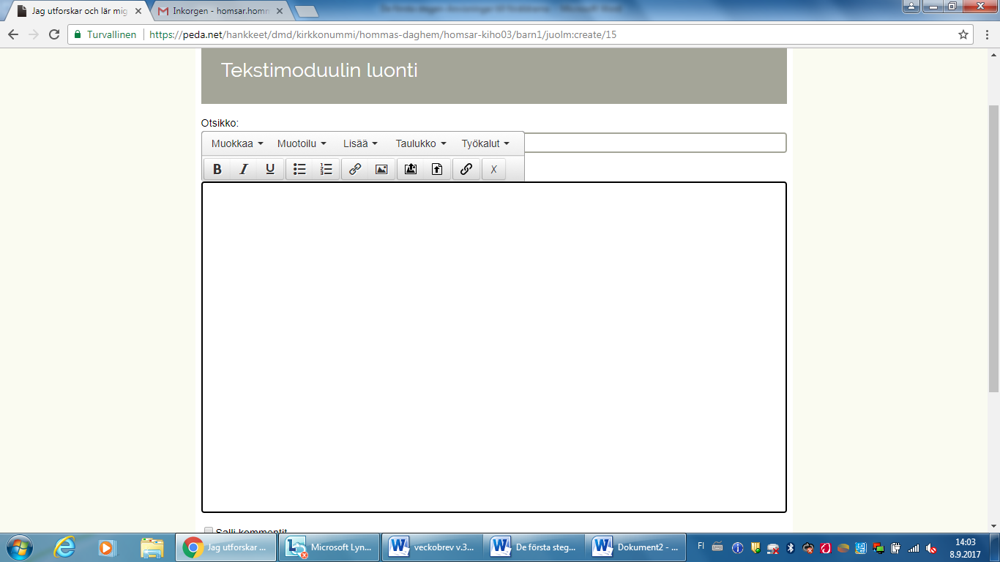 Jag utforskar och lär mig
Inkorgen - homsar.homm
Turvallinen
https://peda.net/hankkeet/dmd/kirkkonummi/hommas-daghem/homsar-kiho03/barn1/juolm:create/15
Tekstimoduulin luonti
Otsikko:
Muokkaa Muotoilu Lisää Taulukko Työkalut
B I U X
Salli kommentit
Jag utforskar ... Microsoft Lyn... veckobrev v.3... De första steg... Dokument2 - ... FI 14:03
8.9.2017